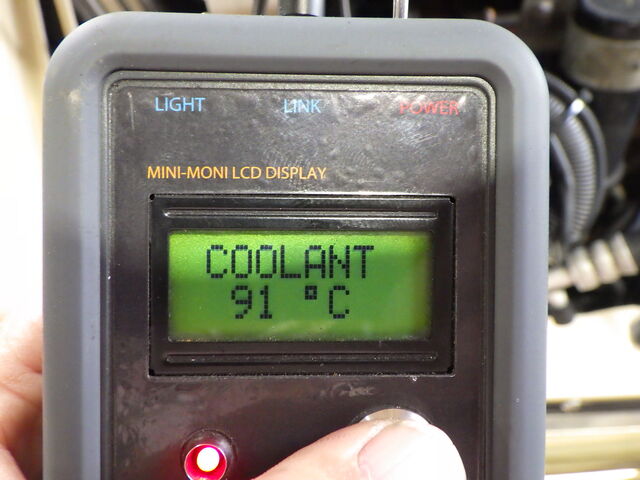 LIGHT LINK POWER
MINI-MONI LCD DISPLAY
COOLANT
91 °C